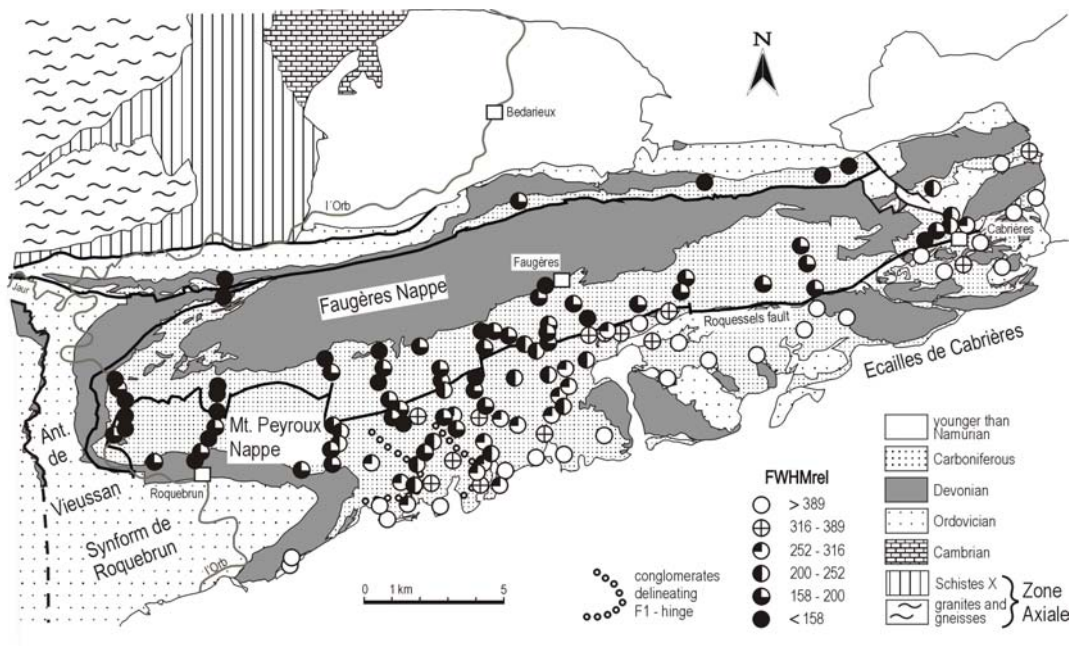 N
Bedarieux
l´Orb
Cabrières
Faugères
Jaur
Faugères Nappe
Roquessels fault
Ecailles de Cabrières
Mt. Peyroux
Nappe
Ant.
de
Vieussan
Roquebrun
Synform de
Roquebrun
l'Orb
0 1 km 5
conglomerates
delineating
F1 - hinge
FWHMrel
> 389
316 - 389
252 - 316
200 - 252
158 - 200
< 158
younger than
Namurian
Carboniferous
Devonian
Ordovician
Cambrian
Schistes X
granites and
gneisses
Zone
Axiale